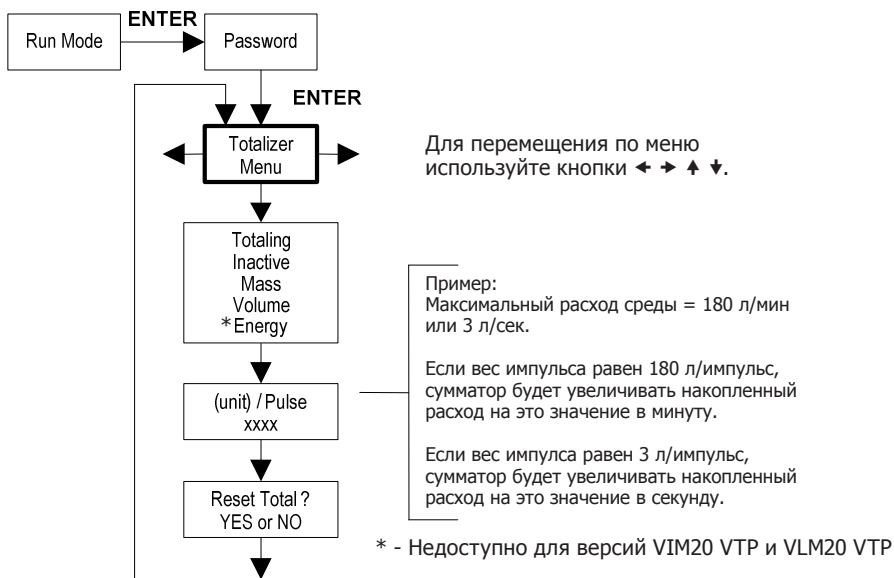 ENTER
Run Mode
Password
ENTER
Totalizer
Menu
Для перемещения по меню
используйте кнопки ← → ↑ ↓.
Totaling
Inactive
Mass
Volume
*Energy
(unit) / Pulse
xxxx
Пример:
Максимальный расход среды = 180 л/мин
или 3 л/сек.
Если вес импульса равен 180 л/импульс,
сумматор будет увеличивать накопленный
расход на это значение в минуту.
Если вес импулса равен 3 л/импульс,
сумматор будет увеличивать накопленный
расход на это значение в секунду.
Reset Total ?
YES or NO
* - Недоступно для версий VIM20 VTP и VLM20 VTP